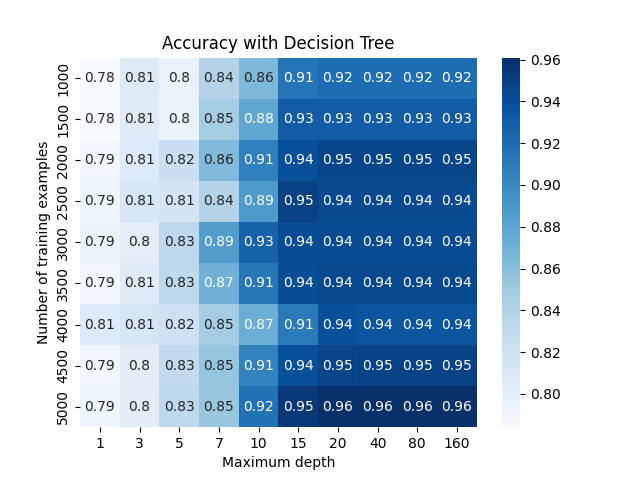 Accuracy with Decision Tree
Number of training examples
1000 0.78 0.81 0.8 0.84 0.86 0.91 0.92 0.92 0.92 0.92
1500 0.78 0.81 0.8 0.85 0.88 0.93 0.93 0.93 0.93 0.93
2000 0.79 0.81 0.82 0.86 0.91 0.94 0.95 0.95 0.95 0.95
2500 0.79 0.81 0.81 0.84 0.89 0.95 0.94 0.94 0.94 0.94
3000 0.79 0.8 0.83 0.89 0.93 0.94 0.94 0.94 0.94 0.94
3500 0.79 0.81 0.83 0.87 0.91 0.94 0.94 0.94 0.94 0.94
4000 0.81 0.81 0.82 0.85 0.87 0.91 0.94 0.94 0.94 0.94
4500 0.79 0.8 0.83 0.85 0.91 0.94 0.95 0.95 0.95 0.95
5000 0.79 0.8 0.83 0.85 0.92 0.95 0.96 0.96 0.96 0.96
1 3 5 7 10 15 20 40 80 160
Maximum depth
0.96
0.94
0.92
0.90
0.88
0.86
0.84
0.82
0.80